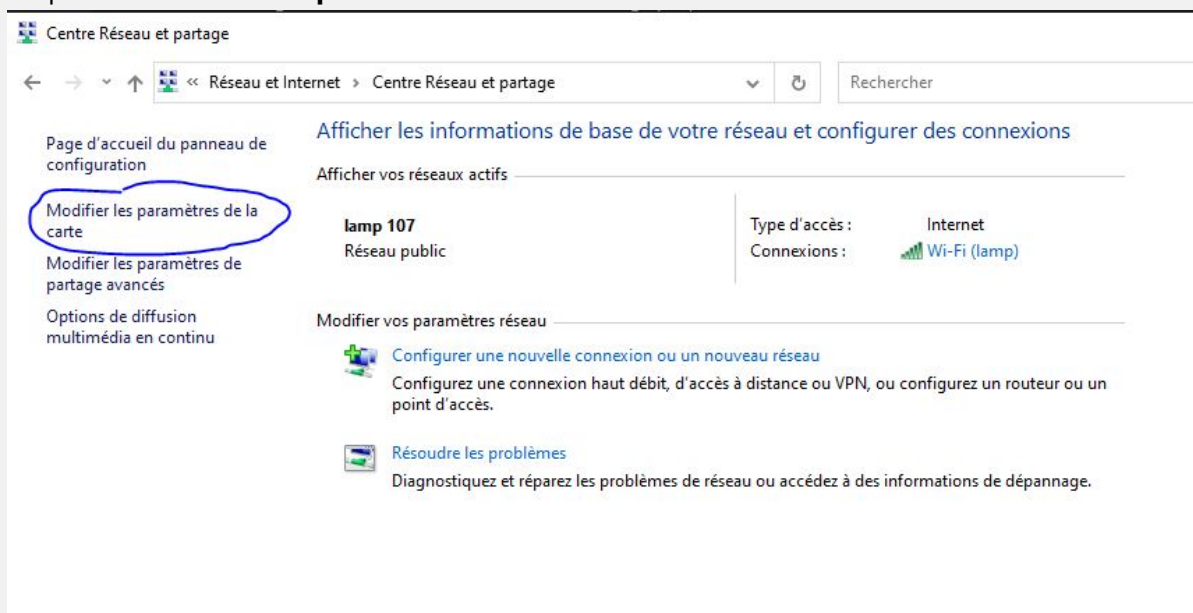 Centre Réseau et partage
« Réseau et Internet > Centre Réseau et partage
Rechercher
Page d'accueil du panneau de
configuration
Modifier les paramètres de la
carte
Modifier les paramètres de
partage avancés
Options de diffusion
multimédia en continu
Afficher les informations de base de votre réseau et configurer des connexions
Afficher vos réseaux actifs
lamp 107
Réseau public
Type d'accès : Internet
Connexions : Wi-Fi (lamp)
Modifier vos paramètres réseau
Configurer une nouvelle connexion ou un nouveau réseau
Configurez une connexion haut débit, d'accès à distance ou VPN, ou configurez un routeur ou un
point d'accès.
Résoudre les problèmes
Diagnostiquez et réparez les problèmes de réseau ou accédez à des informations de dépannage.